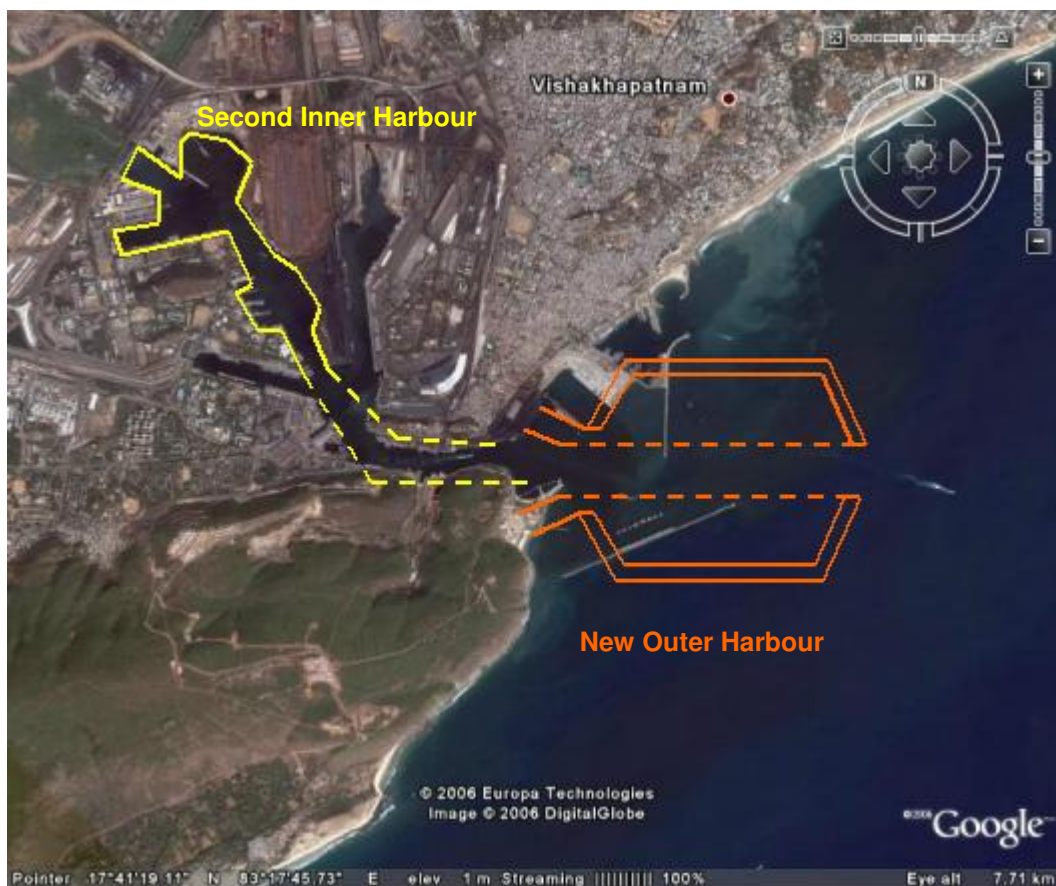 Vishakhapatnam
N
Second Inner Harbour
New Outer Harbour
© 2006 Europa Technologies
Image © 2006 DigitalGlobe
©2006 Google
Pointer 17°41'19.11" N 83°17'45.73" E elev 1 m Streaming |||||||||| 100% Eye alt 7.71 km